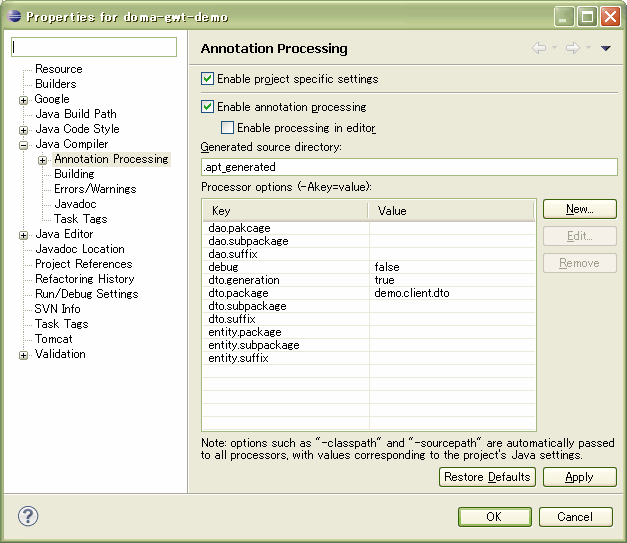 Properties for doma-gwt-demo
Resource
Builders
Google
Java Build Path
Java Code Style
Java Compiler
Annotation Processing
Building
Errors/Warnings
Javadoc
Task Tags
Java Editor
Javadoc Location
Project References
Refactoring History
Run/Debug Settings
SVN Info
Task Tags
Tomcat
Validation
Annotation Processing
Enable project specific settings
Enable annotation processing
Enable processing in editor
Generated source directory:
.apt_generated
Processor options (-Akey=value):
Key Value
dao.pakcage
dao.subpackage
dao.suffix
debug false
dto.generation true
dto.package demo.client.dto
dto.subpackage
dto.suffix
entity.package
entity.subpackage
entity.suffix
New...
Edit...
Remove
Note: options such as "-classpath" and "-sourcepath" are automatically passed
to all processors, with values corresponding to the project's Java settings.
Restore Defaults Apply
? OK Cancel